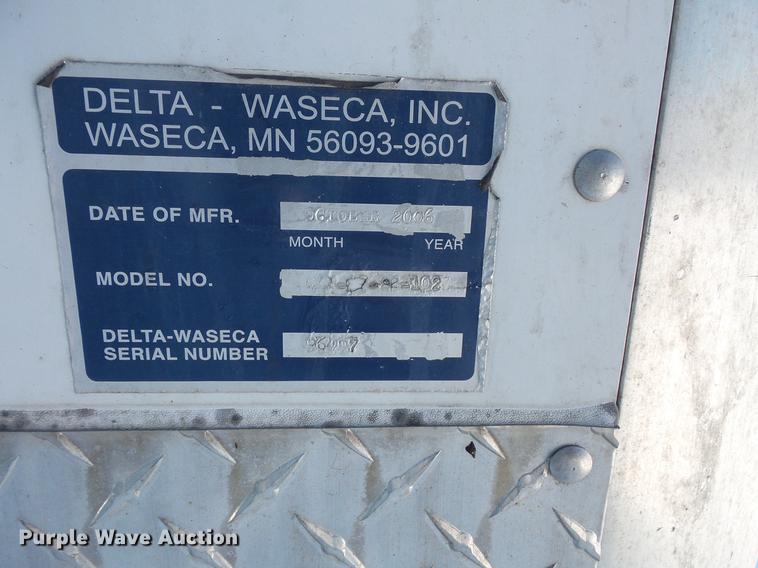 DELTA - WASECA, INC.
WASECA, MN 56093-9601
DATE OF MFR.
2006
MONTH YEAR
MODEL NO.
DELTA-WASECA
SERIAL NUMBER
Purple Wave Auction